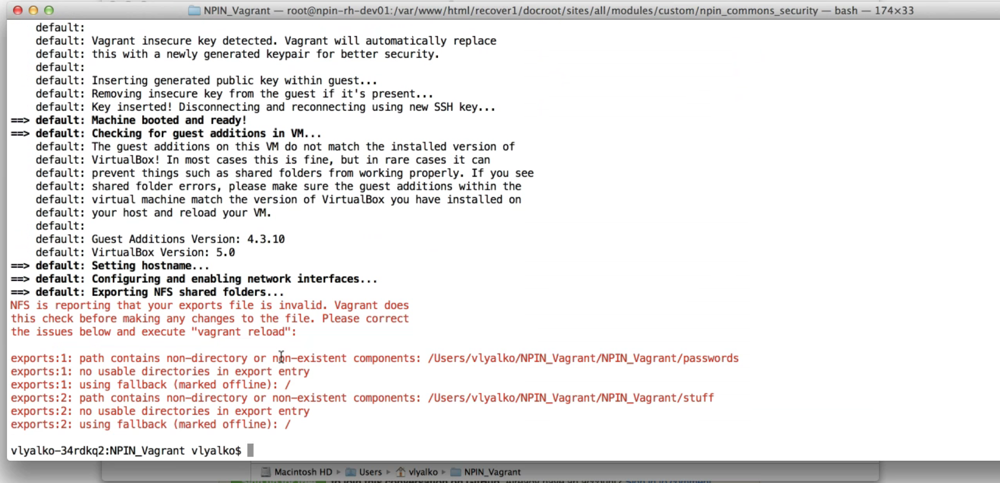 NPIN_Vagrant — root@npin-rh-dev01:/var/www/html/recover1/docroot/sites/all/modules/custom/npin_commons_security — bash — 174×33
default:
default: Vagrant insecure key detected. Vagrant will automatically replace
default: this with a newly generated keypair for better security.
default:
default: Inserting generated public key within guest...
default: Removing insecure key from the guest if it's present...
default: Key inserted! Disconnecting and reconnecting using new SSH key...
==> default: Machine booted and ready!
==> default: Checking for guest additions in VM...
default: The guest additions on this VM do not match the installed version of
default: VirtualBox! In most cases this is fine, but in rare cases it can
default: prevent things such as shared folders from working properly. If you see
default: shared folder errors, please make sure the guest additions within the
default: virtual machine match the version of VirtualBox you have installed on
default: your host and reload your VM.
default:
default: Guest Additions Version: 4.3.10
default: VirtualBox Version: 5.0
==> default: Setting hostname...
==> default: Configuring and enabling network interfaces...
==> default: Exporting NFS shared folders...
NFS is reporting that your exports file is invalid. Vagrant does
this check before making any changes to the file. Please correct
the issues below and execute "vagrant reload":
exports:1: path contains non-directory or non-existent components: /Users/vlyalko/NPIN_Vagrant/NPIN_Vagrant/passwords
exports:1: no usable directories in export entry
exports:1: using fallback (marked offline): /
exports:2: path contains non-directory or non-existent components: /Users/vlyalko/NPIN_Vagrant/NPIN_Vagrant/stuff
exports:2: no usable directories in export entry
exports:2: using fallback (marked offline): /
vlyalko-34rdkq2:NPIN_Vagrant vlyalko$
Macintosh HD ▸ Users ▸ vlyalko ▸ NPIN_Vagrant